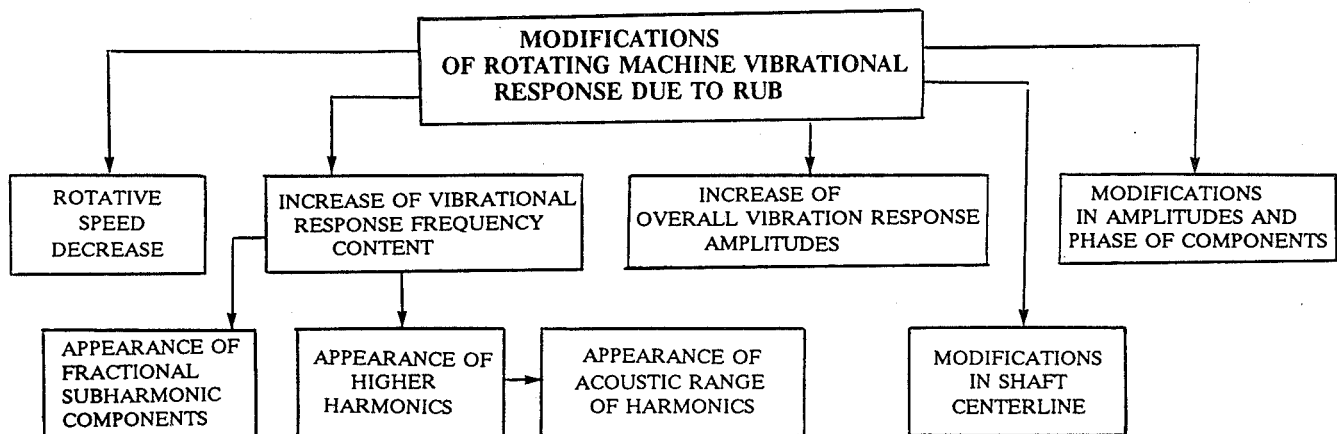 MODIFICATIONS
OF ROTATING MACHINE VIBRATIONAL
RESPONSE DUE TO RUB
ROTATIVE
SPEED
DECREASE
INCREASE OF VIBRATIONAL
RESPONSE FREQUENCY
CONTENT
INCREASE OF
OVERALL VIBRATION RESPONSE
AMPLITUDES
MODIFICATIONS
IN AMPLITUDES AND
PHASE OF COMPONENTS
APPEARANCE OF
FRACTIONAL
SUBHARMONIC
COMPONENTS
APPEARANCE OF
HIGHER
HARMONICS
APPEARANCE OF
ACOUSTIC RANGE
OF HARMONICS
MODIFICATIONS
IN SHAFT
CENTERLINE